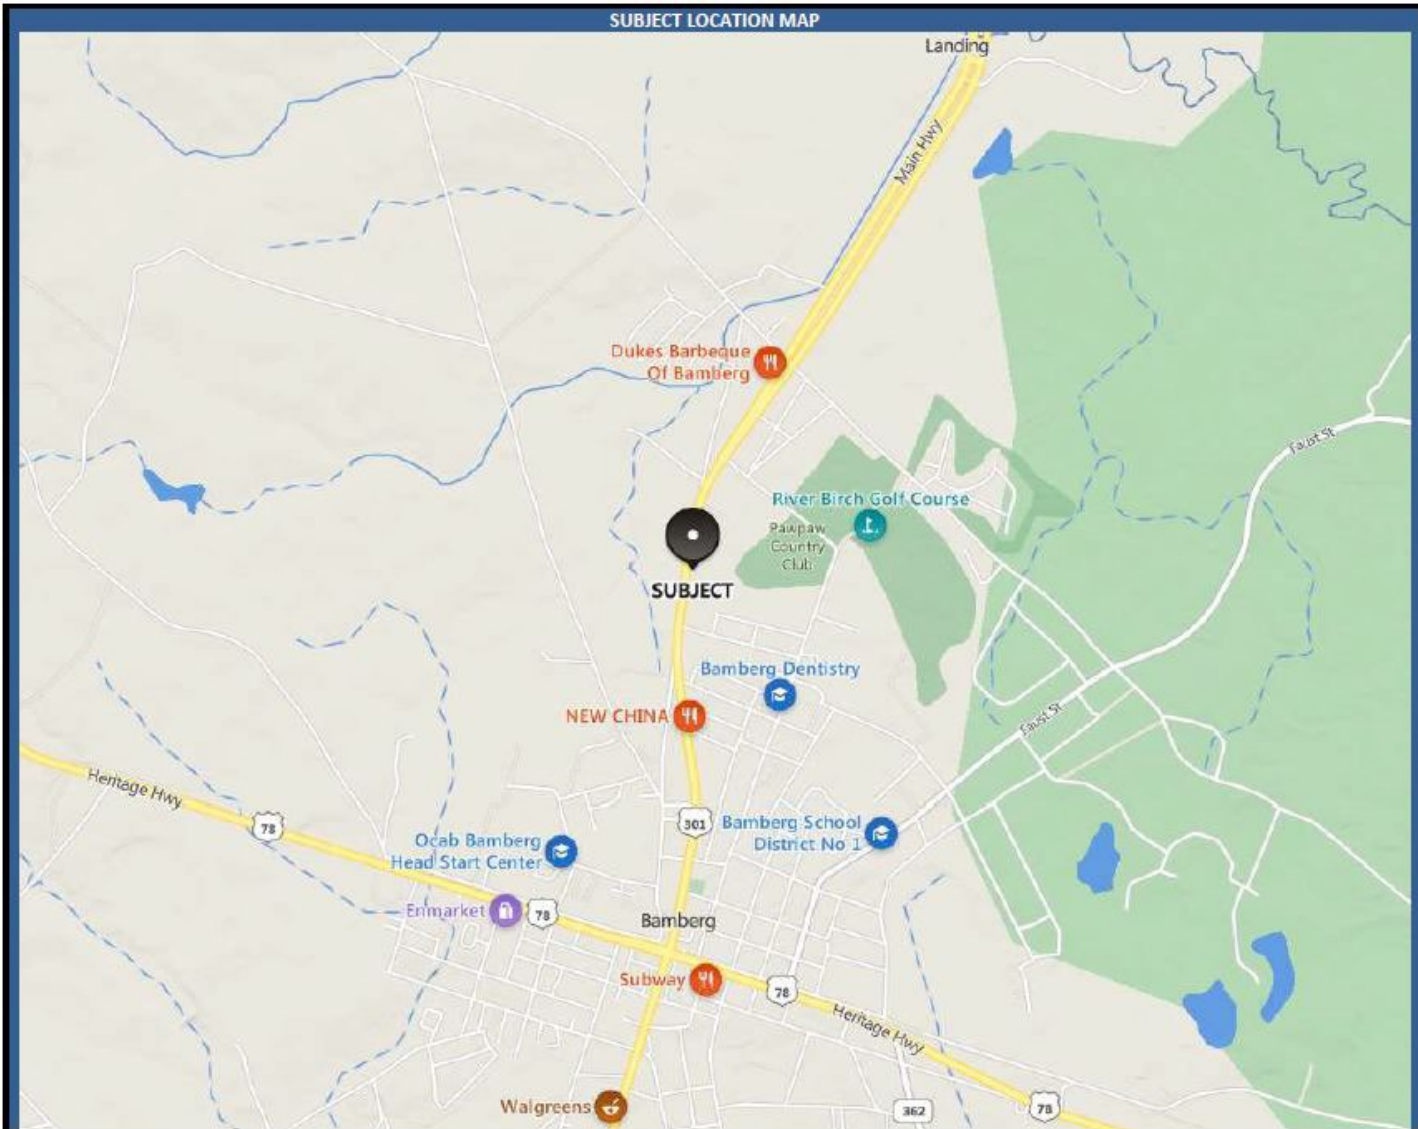 SUBJECT LOCATION MAP
Landing
Main Hwy
Dukes Barbeque
Of Bamberg
Faust St
River Birch Golf Course
Pawpaw
Country
Club
SUBJECT
Bamberg Dentistry
NEW CHINA
Faust St
Heritage Hwy
78
301
Bamberg School
District No 1
Ocab Bamberg
Head Start Center
Enmarket
78
Bamberg
Subway
78
Heritage Hwy
Walgreens
362
78